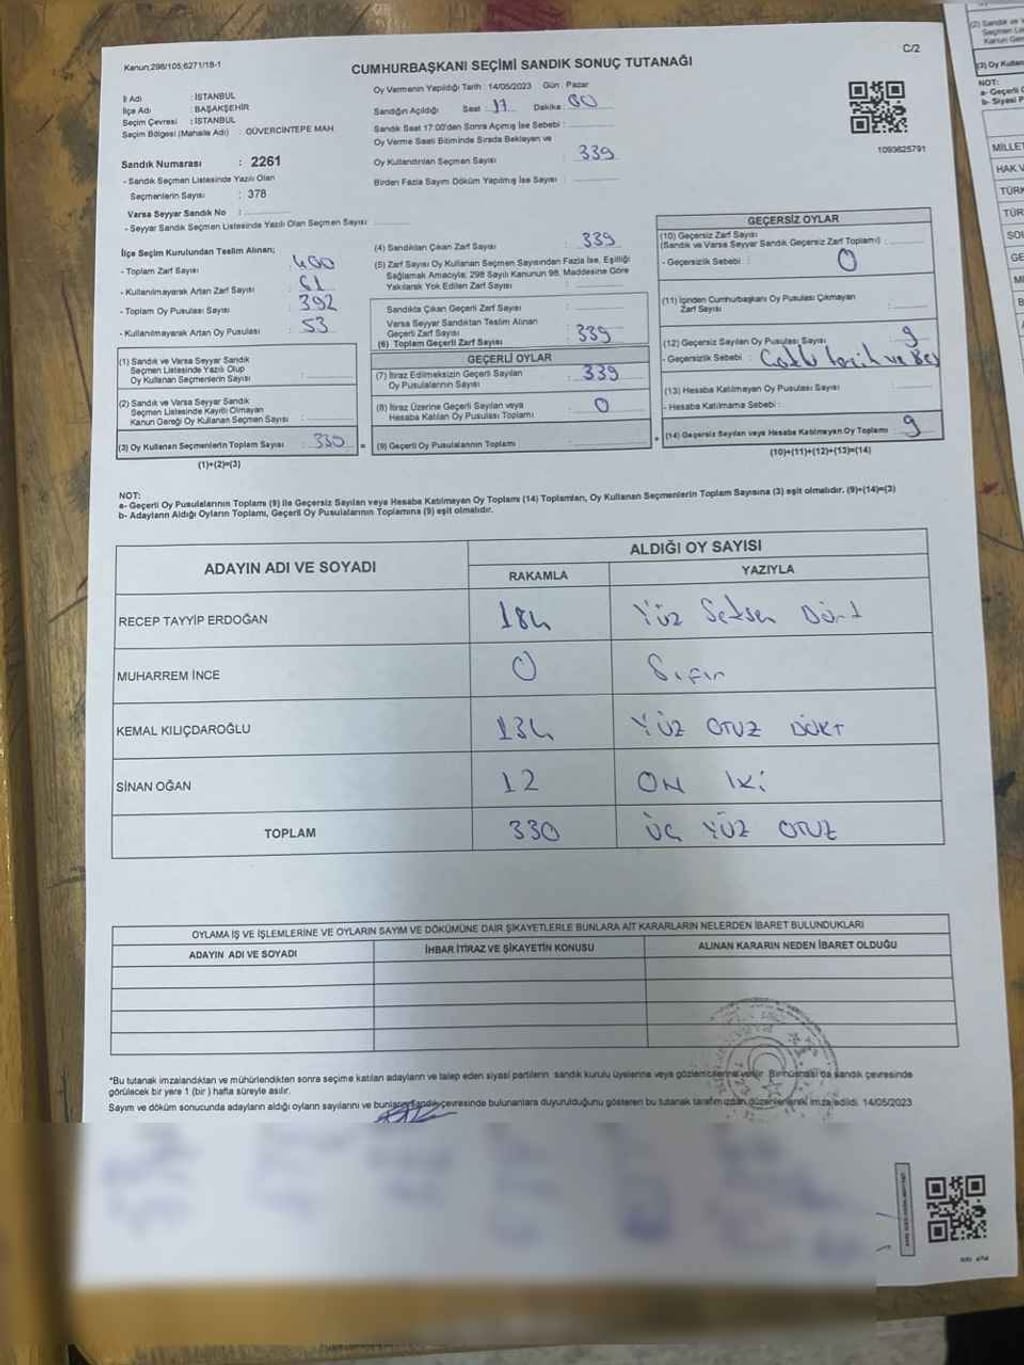 C/2
Kanun:298/105;6271/18-1
CUMHURBAŞKANI SEÇİMİ SANDIK SONUÇ TUTANAĞI
İl Adı : İSTANBUL
İlçe Adı : BAŞAKŞEHİR
Seçim Çevresi : İSTANBUL
Seçim Bölgesi (Mahalle Adı) : GÜVERCİNTEPE MAH
Oy Vermenin Yapıldığı Tarih : 14/05/2023 Gün : Pazar
Sandığın Açıldığı Saat : 17 Dakika : 00
Sandık Saat 17:00'den Sonra Açımış İse Sebebi :
Oy Verme Saati Bitiminde Sırada Bekleyen ve :
Oy Kullandırılan Seçmen Sayısı : 339
Birden Fazla Sayım Döküm Yapılmış İse Sayısı :
1093625791
Sandık Numarası : 2261
- Sandık Seçmen Listesinde Yazılı Olan
Seçmenlerin Sayısı : 378
Varsa Seyyar Sandık No :
- Seyyar Sandık Seçmen Listesinde Yazılı Olan Seçmen Sayısı :
İlçe Seçim Kurulundan Teslim Alınan;
- Toplam Zarf Sayısı : 400
- Kullanılmayarak Artan Zarf Sayısı : 61
- Toplam Oy Pusulası Sayısı : 392
- Kullanılmayarak Artan Oy Pusulası : 53
(1) Sandık ve Varsa Seyyar Sandık
Seçmen Listesinde Yazılı Olup
Oy Kullanan Seçmenlerin Sayısı :
(2) Sandık ve Varsa Seyyar Sandık
Seçmen Listesinde Kayıtlı Olmayan
Kanun Gereği Oy Kullanan Seçmen Sayısı :
(3) Oy Kullanan Seçmenlerin Toplam Sayısı : 330
(1)+(2)=(3)
(4) Sandıktan Çıkan Zarf Sayısı : 339
(5) Zarf Sayısı Oy Kullanan Seçmen Sayısından Fazla İse, Eşitliği
Sağlamak Amacıyla; 298 Sayılı Kanunun 98. Maddesine Göre
Yakılarak Yok Edilen Zarf Sayısı :
Sandıkta Çıkan Geçerli Zarf Sayısı :
Varsa Seyyar Sandıktan Teslim Alınan
Geçerli Zarf Sayısı :
(6) Toplam Geçerli Zarf Sayısı : 339
GEÇERLİ OYLAR
(7) İtiraz Edilmeksizin Geçerli Sayılan
Oy Pusulalarının Sayısı : 339
(8) İtiraz Üzerine Geçerli Sayılan veya
Hesaba Katılan Oy Pusulası Toplamı : 0
(9) Geçerli Oy Pusulalarının Toplamı :
GEÇERSİZ OYLAR
(10) Geçersiz Zarf Sayısı
(Sandık ve Varsa Seyyar Sandık Geçersiz Zarf Toplamı) :
- Geçersizlik Sebebi : 0
(11) İçinden Cumhurbaşkanı Oy Pusulası Çıkmayan
Zarf Sayısı :
(12) Geçersiz Sayılan Oy Pusulası Sayısı : 9
- Geçersizlik Sebebi : tercih ve
(13) Hesaba Katılmayan Oy Pusulası Sayısı :
- Hesaba Katılmama Sebebi :
(14) Geçersiz Sayılan veya Hesaba Katılmayan Oy Toplamı : 9
(10)+(11)+(12)+(13)=(14)
NOT:
a- Geçerli Oy Pusulalarının Toplamı (9) ile Geçersiz Sayılan veya Hesaba Katılmayan Oy Toplamı (14) Toplamları, Oy Kullanan Seçmenlerin Toplam Sayısına (3) eşit olmalıdır. (9)+(14)=(3)
b- Adayların Aldığı Oyların Toplamı, Geçerli Oy Pusulalarının Toplamına (9) eşit olmalıdır.
ADAYIN ADI VE SOYADI ALDIĞI OY SAYISI
RAKAMLA YAZIYLA
RECEP TAYYİP ERDOĞAN 184 Yüz Seksen Dört
MUHARREM İNCE 0 Sıfır
KEMAL KILIÇDAROĞLU 134 YÜZ OTUZ DÖRT
SİNAN OĞAN 12 ON İKİ
TOPLAM 330 ÜÇ YÜZ OTUZ
OYLAMA İŞ VE İŞLEMLERİNE VE OYLARIN SAYIM VE DÖKÜMÜNE DAİR ŞİKAYETLERLE BUNLARA AİT KARARLARIN NELERDEN İBARET BULUNDUKLARI
ADAYIN ADI VE SOYADI İHBAR İTİRAZ VE ŞİKAYETİN KONUSU ALINAN KARARIN NEDEN İBARET OLDUĞU
*Bu tutanak imzalandıktan ve mühürlendikten sonra seçime katılan adayların ve talep eden siyasi partilerin, sandık kurulu üyelerine veya gözlemcilerine verilir. Bir nüshası da sandık çevresinde
görülecek bir yere 1 (bir) hafta süreyle asılır.
Sayım ve döküm sonucunda adayların aldığı oyların sayılarını ve bunların sandık çevresinde bulunanlara duyurulduğunu gösteren bu tutanak tarafımızdan düzenlenerek imza edildi. 14/05/2023